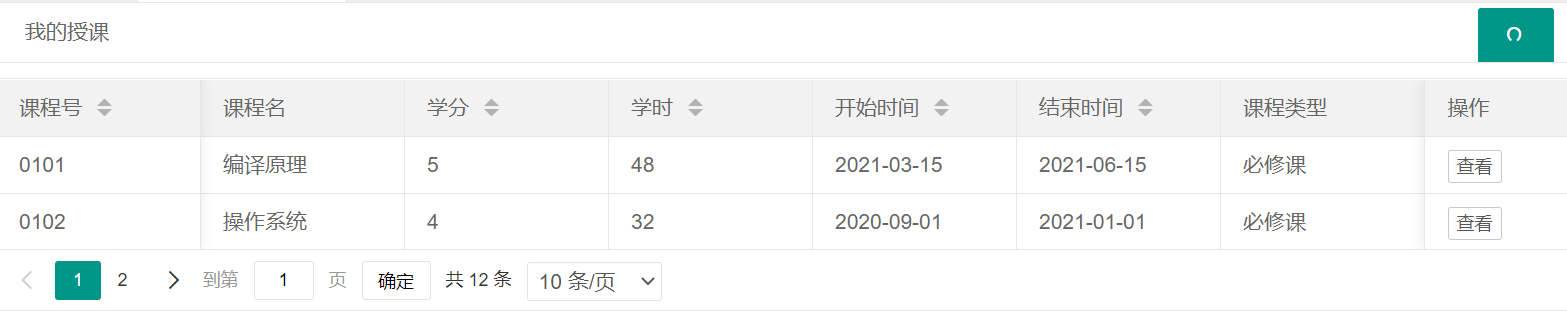 我的授课
课程号 课程名 学分 学时 开始时间 结束时间 课程类型 操作
0101 编译原理 5 48 2021-03-15 2021-06-15 必修课 查看
0102 操作系统 4 32 2020-09-01 2021-01-01 必修课 查看
1 2 到第 1 页 确定 共 12 条 10 条/页